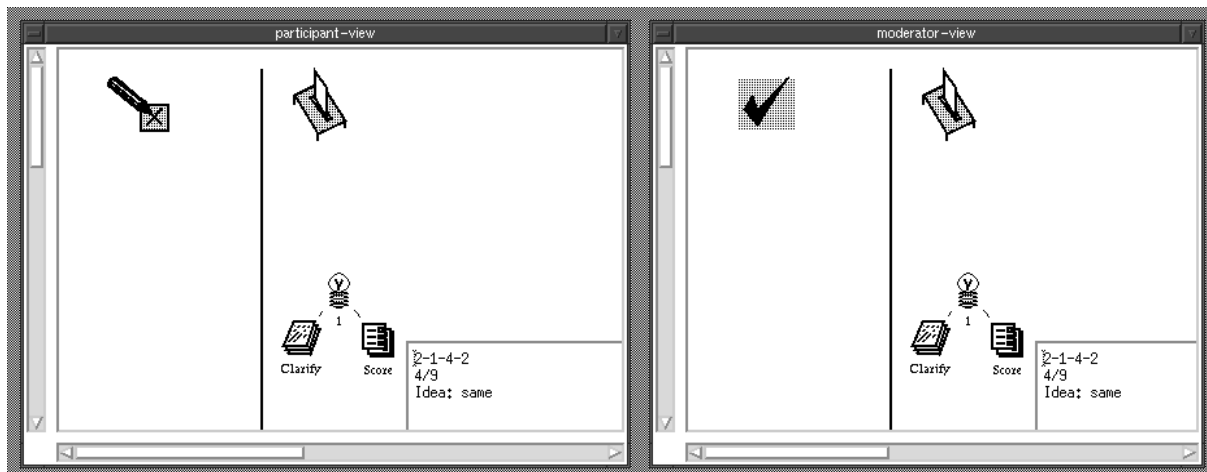 participant-view
1
Clarify
Score
2-1-4-2
4/9
Idea: same
moderator-view
1
Clarify
Score
2-1-4-2
4/9
Idea: same